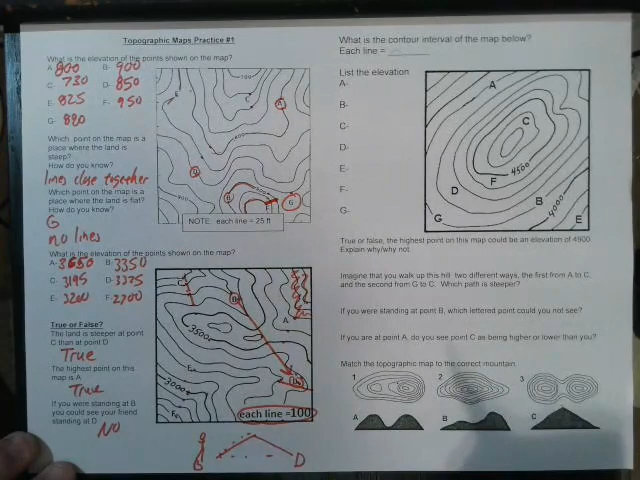 Topographic Maps Practice #1
What is the elevation of the points shown on the map?
A 800 B- 900
C- 730 D- 850
E- 825 F- 950
G- 880
Which point on the map is a
place where the land is
steep?
How do you know?
lines close together
Which point on the map is a
place where the land is flat?
How do you know?
G
no lines
C
E
A
D
B
F
G
NOTE: each line = 25 ft
What is the elevation of the points shown on the map?
A- 3650 B- 3350
C- 3195 D- 3375
E- 3200 F- 2700
True or False?
The land is steeper at point
C than at point D
True
The highest point on this
map is A
True
If you were standing at B
you could see your friend
standing at D
NO
3500
3000
A
B
D
E
F
each line =100
B
D
What is the contour interval of the map below?
Each line =
List the elevation
A-
B-
C-
D-
E-
F-
G-
A
C
4500
F
D
B
4000
G
E
True or false, the highest point on this map could be an elevation of 4900.
Explain why/why not.
Imagine that you walk up this hill two different ways, the first from A to C,
and the second from G to C. Which path is steeper?
If you were standing at point B, which lettered point could you not see?
If you are at point A, do you see point C as being higher or lower than you?
Match the topographic map to the correct mountain.
1 2 3
A B C